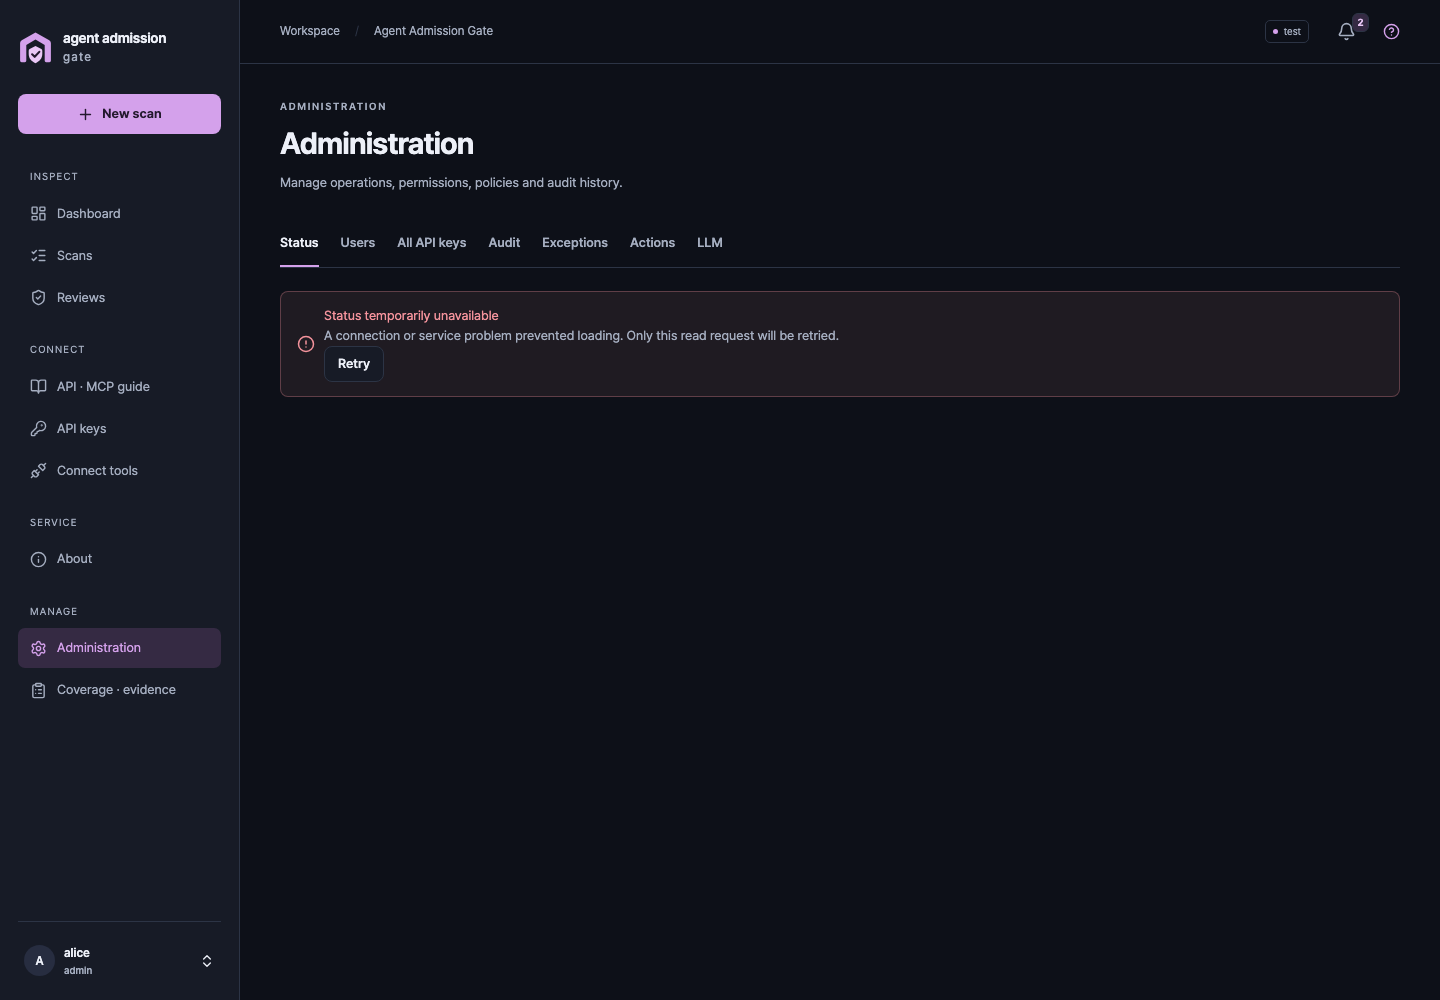 agent admission
gate
New scan
INSPECT
Dashboard
Scans
Reviews
CONNECT
API · MCP guide
API keys
Connect tools
SERVICE
About
MANAGE
Administration
Coverage · evidence
A
alice
admin
Workspace / Agent Admission Gate
test
2
ADMINISTRATION
Administration
Manage operations, permissions, policies and audit history.
Status Users All API keys Audit Exceptions Actions LLM
Status temporarily unavailable
A connection or service problem prevented loading. Only this read request will be retried.
Retry